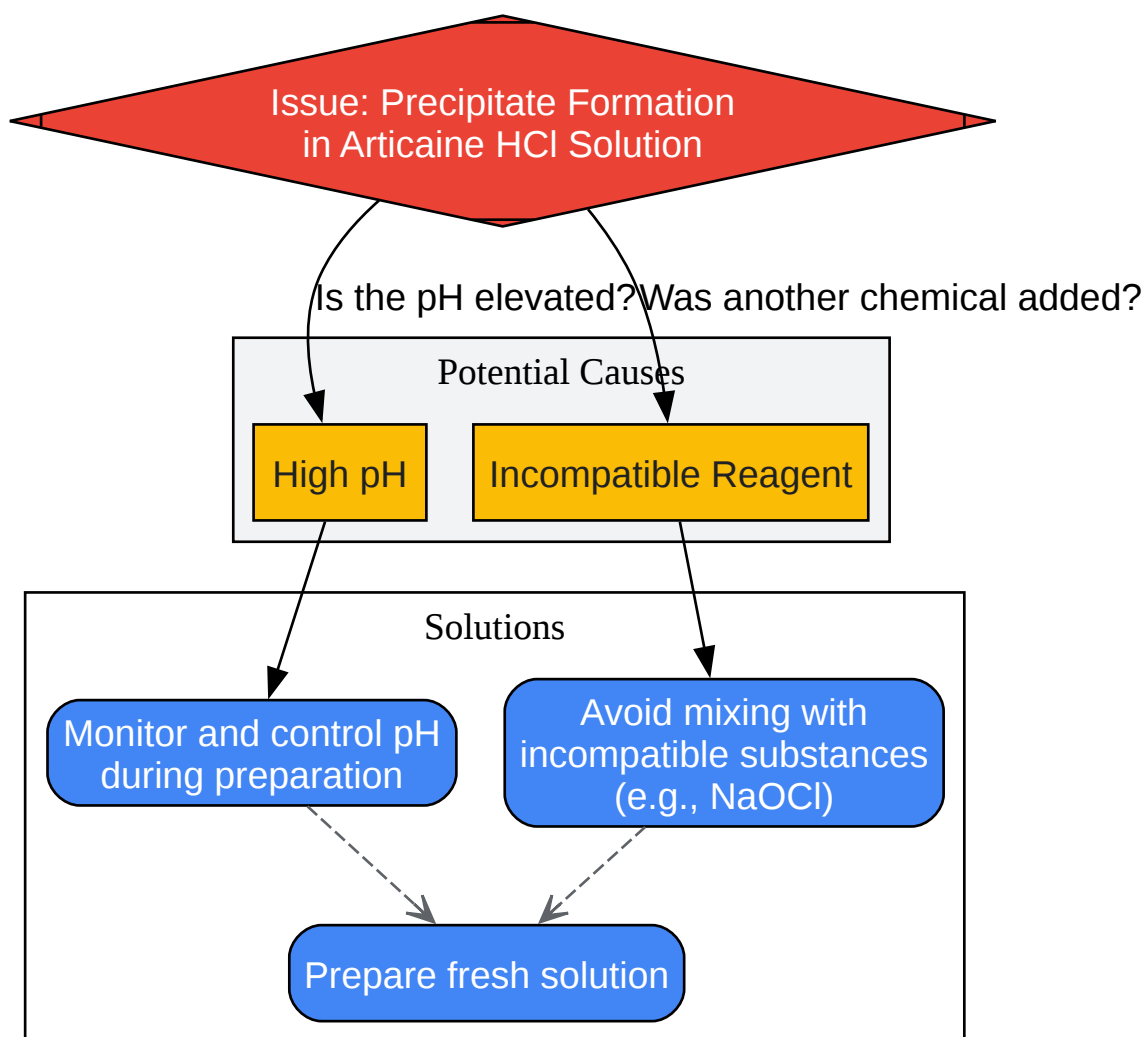 Issue: Precipitate Formation
in Articaine HCl Solution
Is the pH elevated?
Was another chemical added?
Potential Causes
High pH
Incompatible Reagent
Solutions
Monitor and control pH
during preparation
Avoid mixing with
incompatible substances
(e.g., NaOCl)
Prepare fresh solution